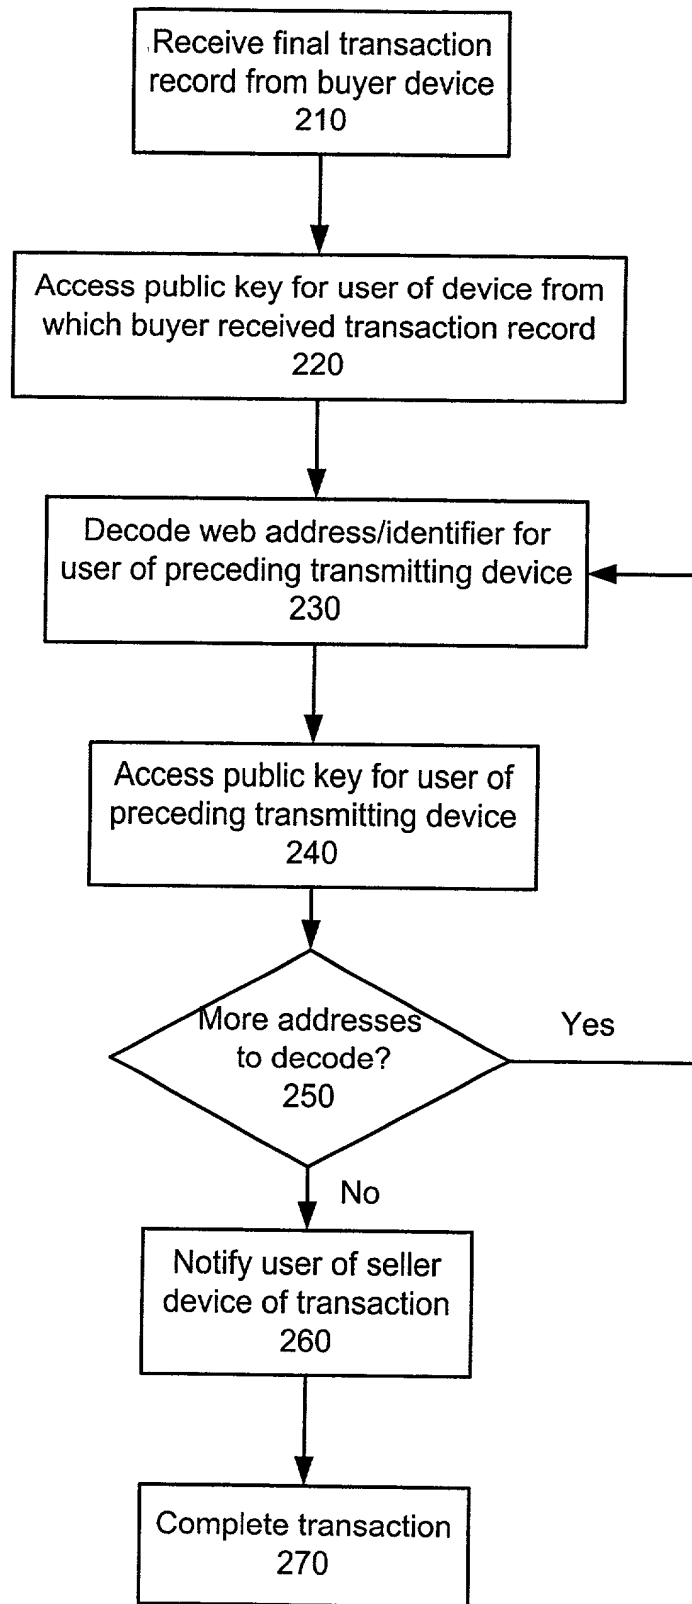 Receive final transaction
record from buyer device
210
Access public key for user of device from
which buyer received transaction record
220
Decode web address/identifier for
user of preceding transmitting device
230
Access public key for user of
preceding transmitting device
240
More addresses
to decode?
250
Yes
No
Notify user of seller
device of transaction
260
Complete transaction
270